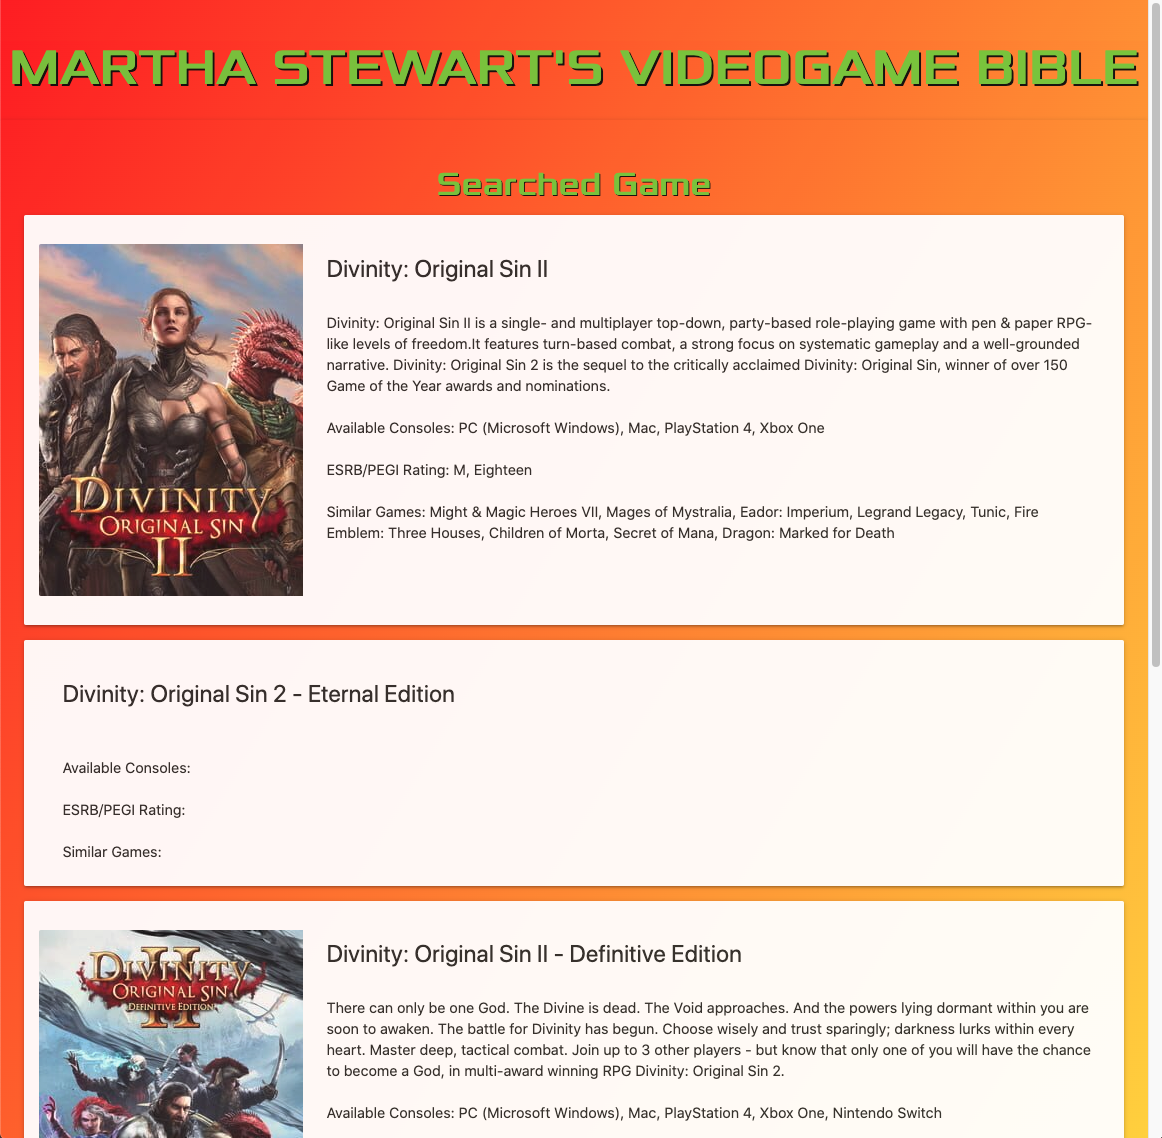 MARTHA STEWART'S VIDEOGAME BIBLE
Searched Game
DIVINITY
ORIGINAL SIN
II
Divinity: Original Sin II
Divinity: Original Sin II is a single- and multiplayer top-down, party-based role-playing game with pen & paper RPG-
like levels of freedom.It features turn-based combat, a strong focus on systematic gameplay and a well-grounded
narrative. Divinity: Original Sin 2 is the sequel to the critically acclaimed Divinity: Original Sin, winner of over 150
Game of the Year awards and nominations.
Available Consoles: PC (Microsoft Windows), Mac, PlayStation 4, Xbox One
ESRB/PEGI Rating: M, Eighteen
Similar Games: Might & Magic Heroes VII, Mages of Mystralia, Eador: Imperium, Legrand Legacy, Tunic, Fire
Emblem: Three Houses, Children of Morta, Secret of Mana, Dragon: Marked for Death
Divinity: Original Sin 2 - Eternal Edition
Available Consoles:
ESRB/PEGI Rating:
Similar Games:
II
DIVINITY
ORIGINAL SIN
DEFINITIVE EDITION
Divinity: Original Sin II - Definitive Edition
There can only be one God. The Divine is dead. The Void approaches. And the powers lying dormant within you are
soon to awaken. The battle for Divinity has begun. Choose wisely and trust sparingly; darkness lurks within every
heart. Master deep, tactical combat. Join up to 3 other players - but know that only one of you will have the chance
to become a God, in multi-award winning RPG Divinity: Original Sin 2.
Available Consoles: PC (Microsoft Windows), Mac, PlayStation 4, Xbox One, Nintendo Switch